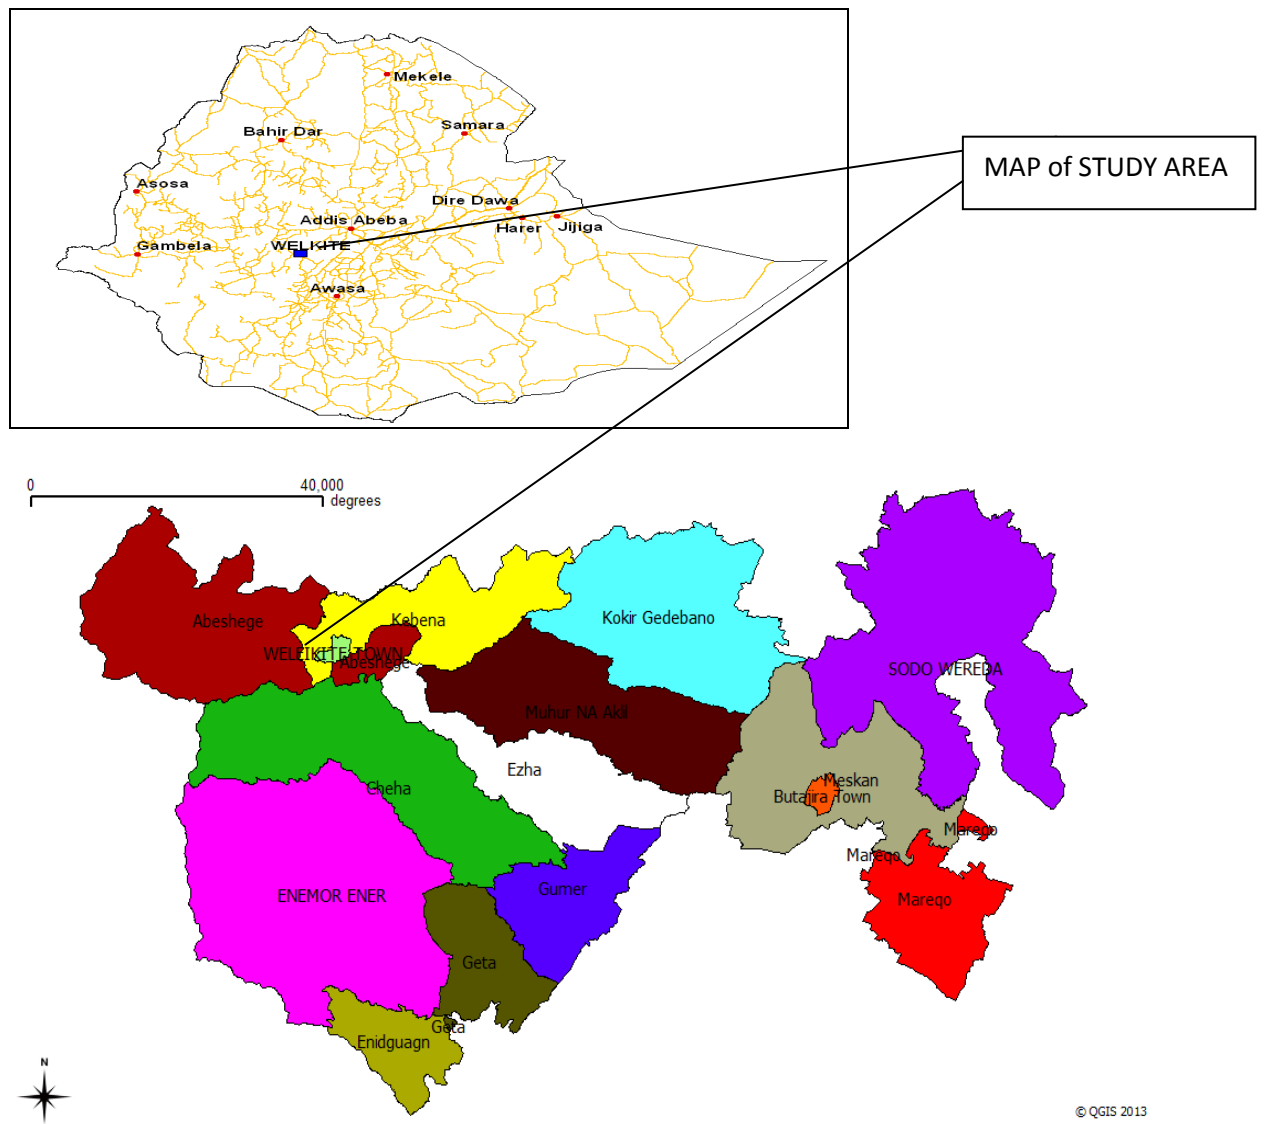 Mekele
Bahir Dar
Samara
MAP of STUDY AREA
Asosa
Dire Dawa
Addis Abeba
Harer
Jijiga
Gambela
WELKITE
Awasa
0
40,000
degrees
Abeshege
Kebena
Kokir Gedebano
WELEIKITE TOWN
Abeshege
SODO WEREDA
Muhur NA Aklil
Ezha
Cheha
Meskan
Butajira Town
Mareqo
Mareqo
ENEMOR ENER
Gumer
Mareqo
Geta
Geta
Enidguagn
N
© QGIS 2013